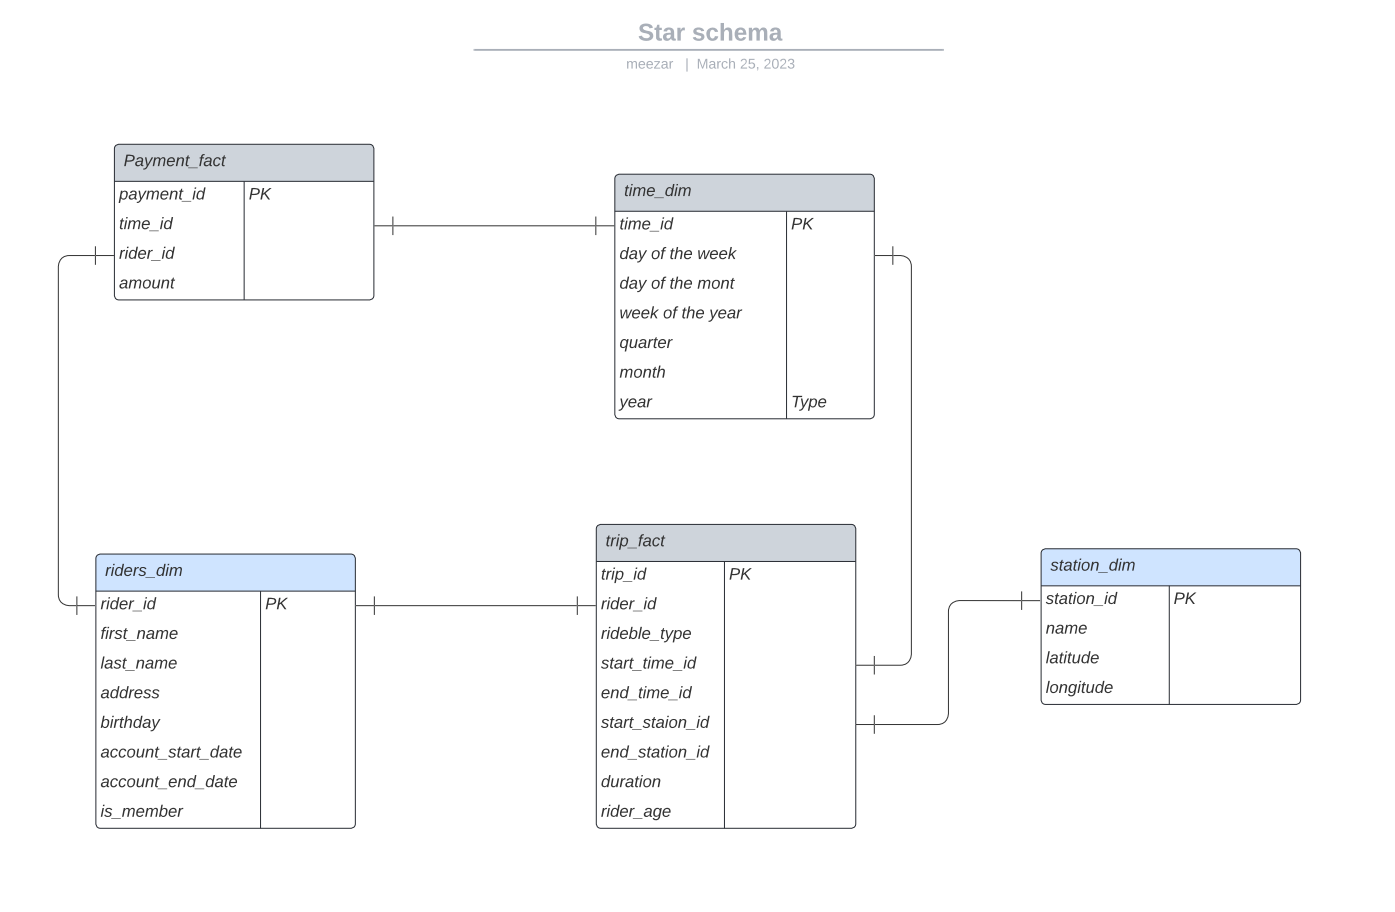 Star schema
meezar | March 25, 2023
Payment_fact
payment_id PK
time_id
rider_id
amount
time_dim
time_id PK
day of the week
day of the mont
week of the year
quarter
month
year Type
riders_dim
rider_id PK
first_name
last_name
address
birthday
account_start_date
account_end_date
is_member
trip_fact
trip_id PK
rider_id
rideble_type
start_time_id
end_time_id
start_staion_id
end_station_id
duration
rider_age
station_dim
station_id PK
name
latitude
longitude